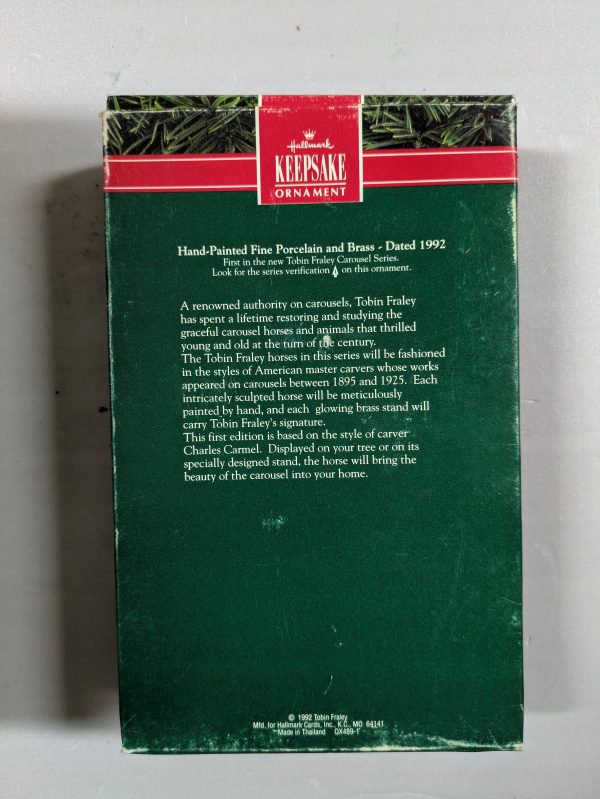 Hallmark
KEEPSAKE
ORNAMENT
Hand-Painted Fine Porcelain and Brass - Dated 1992
First in the new Tobin Fraley Carousel Series.
Look for the series verification on this ornament.
A renowned authority on carousels, Tobin Fraley
has spent a lifetime restoring and studying the
graceful carousel horses and animals that thrilled
young and old at the turn of the century.
The Tobin Fraley horses in this series will be fashioned
in the styles of American master carvers whose works
appeared on carousels between 1895 and 1925. Each
intricately sculpted horse will be meticulously
painted by hand, and each glowing brass stand will
carry Tobin Fraley's signature.
This first edition is based on the style of carver
Charles Carmel. Displayed on your tree or on its
specially designed stand, the horse will bring the
beauty of the carousel into your home.
© 1992 Tobin Fraley
Mfd. for Hallmark Cards, Inc., K.C., MO 64141
Made in Thailand QX489-1